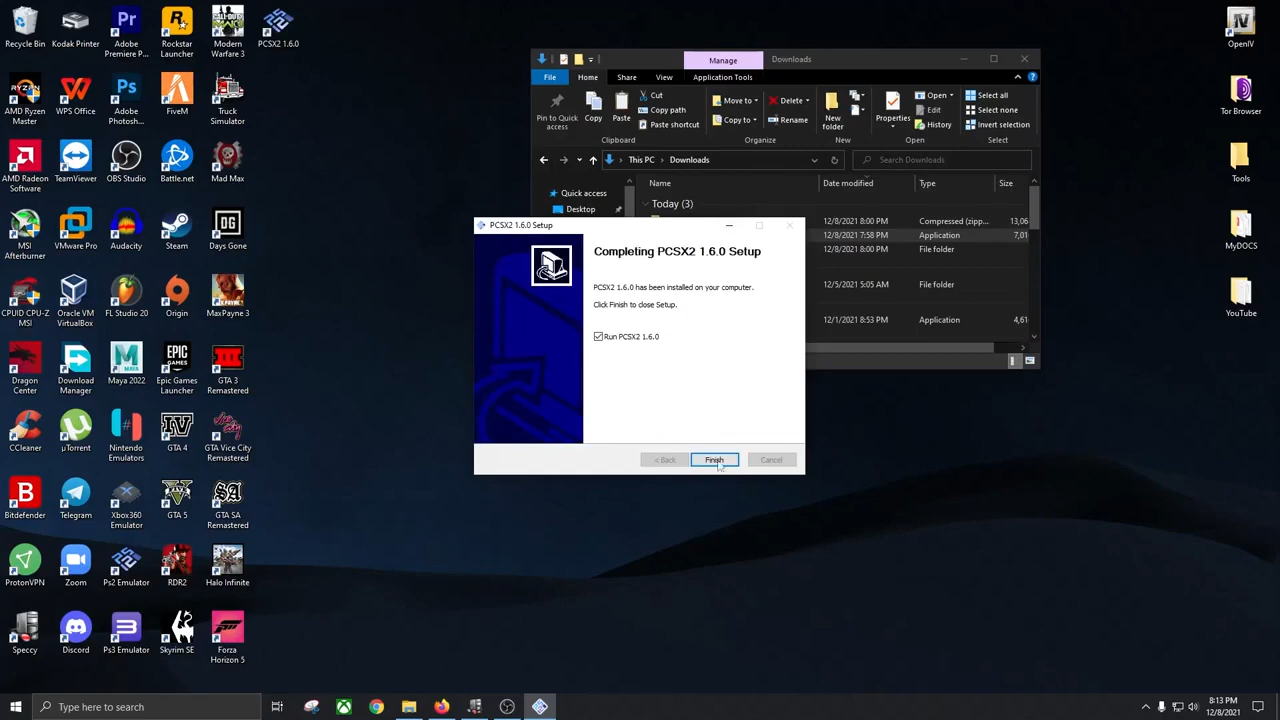 Recycle Bin
Kodak Printer
Adobe Premiere P...
Rockstar Launcher
Modern Warfare 3
PCSX2 1.6.0
AMD Ryzen Master
WPS Office
Adobe Photosh...
FiveM
Truck Simulator
AMD Radeon Software
TeamViewer
OBS Studio
Battle.net
Mad Max
MSI Afterburner
VMware Pro
Audacity
Steam
Days Gone
CPUID CPU-Z MSI
Oracle VM VirtualBox
FL Studio 20
Origin
MaxPayne 3
Dragon Center
Download Manager
Maya 2022
Epic Games Launcher
GTA 3 Remastered
CCleaner
µTorrent
Nintendo Emulators
GTA 4
GTA Vice City Remastered
Bitdefender
Telegram
Xbox360 Emulator
GTA 5
GTA SA Remastered
ProtonVPN
Zoom
Ps2 Emulator
RDR2
Halo Infinite
Speccy
Discord
Ps3 Emulator
Skyrim SE
Forza Horizon 5
Manage
Downloads
File
Home
Share
View
Application Tools
Pin to Quick access
Copy
Paste
Cut
Copy path
Paste shortcut
Clipboard
Move to
Copy to
Delete
Rename
Organize
New folder
New
Properties
Open
Edit
History
Open
Select all
Select none
Invert selection
Select
This PC > Downloads
Search Downloads
Name
Date modified
Type
Size
Quick access
Desktop
Today (3)
12/8/2021 8:00 PM Compressed (zipp... 13,06
12/8/2021 7:58 PM Application 7,01
12/8/2021 8:00 PM File folder
12/5/2021 5:05 AM File folder
12/1/2021 8:53 PM Application 4,61
PCSX2 1.6.0 Setup
Completing PCSX2 1.6.0 Setup
PCSX2 1.6.0 has been installed on your computer.
Click Finish to close Setup.
Run PCSX2 1.6.0
< Back
Finish
Cancel
OpenIV
Tor Browser
Tools
MyDOCS
YouTube
Type here to search
8:13 PM
12/8/2021